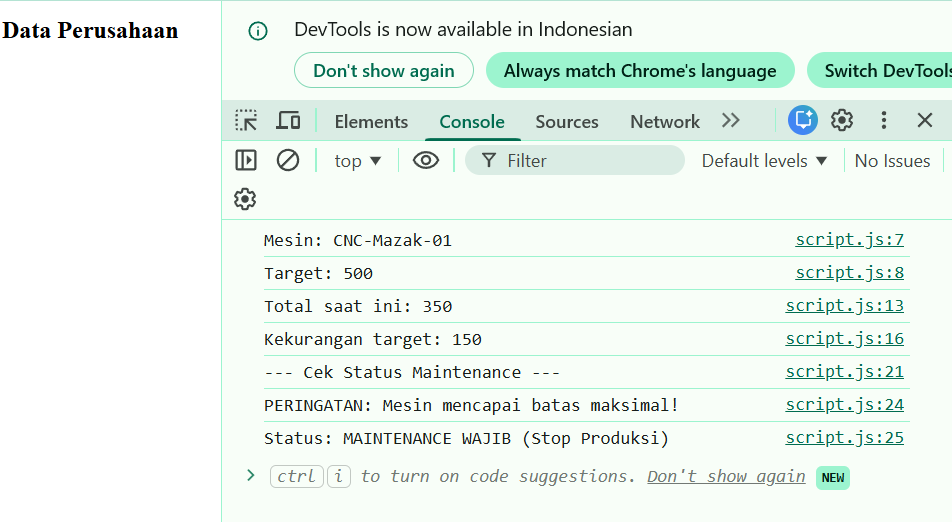 Data Perusahaan
DevTools is now available in Indonesian
Don't show again Always match Chrome's language Switch DevTools
Elements Console Sources Network
top Filter Default levels No Issues
Mesin: CNC-Mazak-01 script.js:7
Target: 500 script.js:8
Total saat ini: 350 script.js:13
Kekurangan target: 150 script.js:16
--- Cek Status Maintenance --- script.js:21
PERINGATAN: Mesin mencapai batas maksimal! script.js:24
Status: MAINTENANCE WAJIB (Stop Produksi) script.js:25
ctrl i to turn on code suggestions. Don't show again NEW